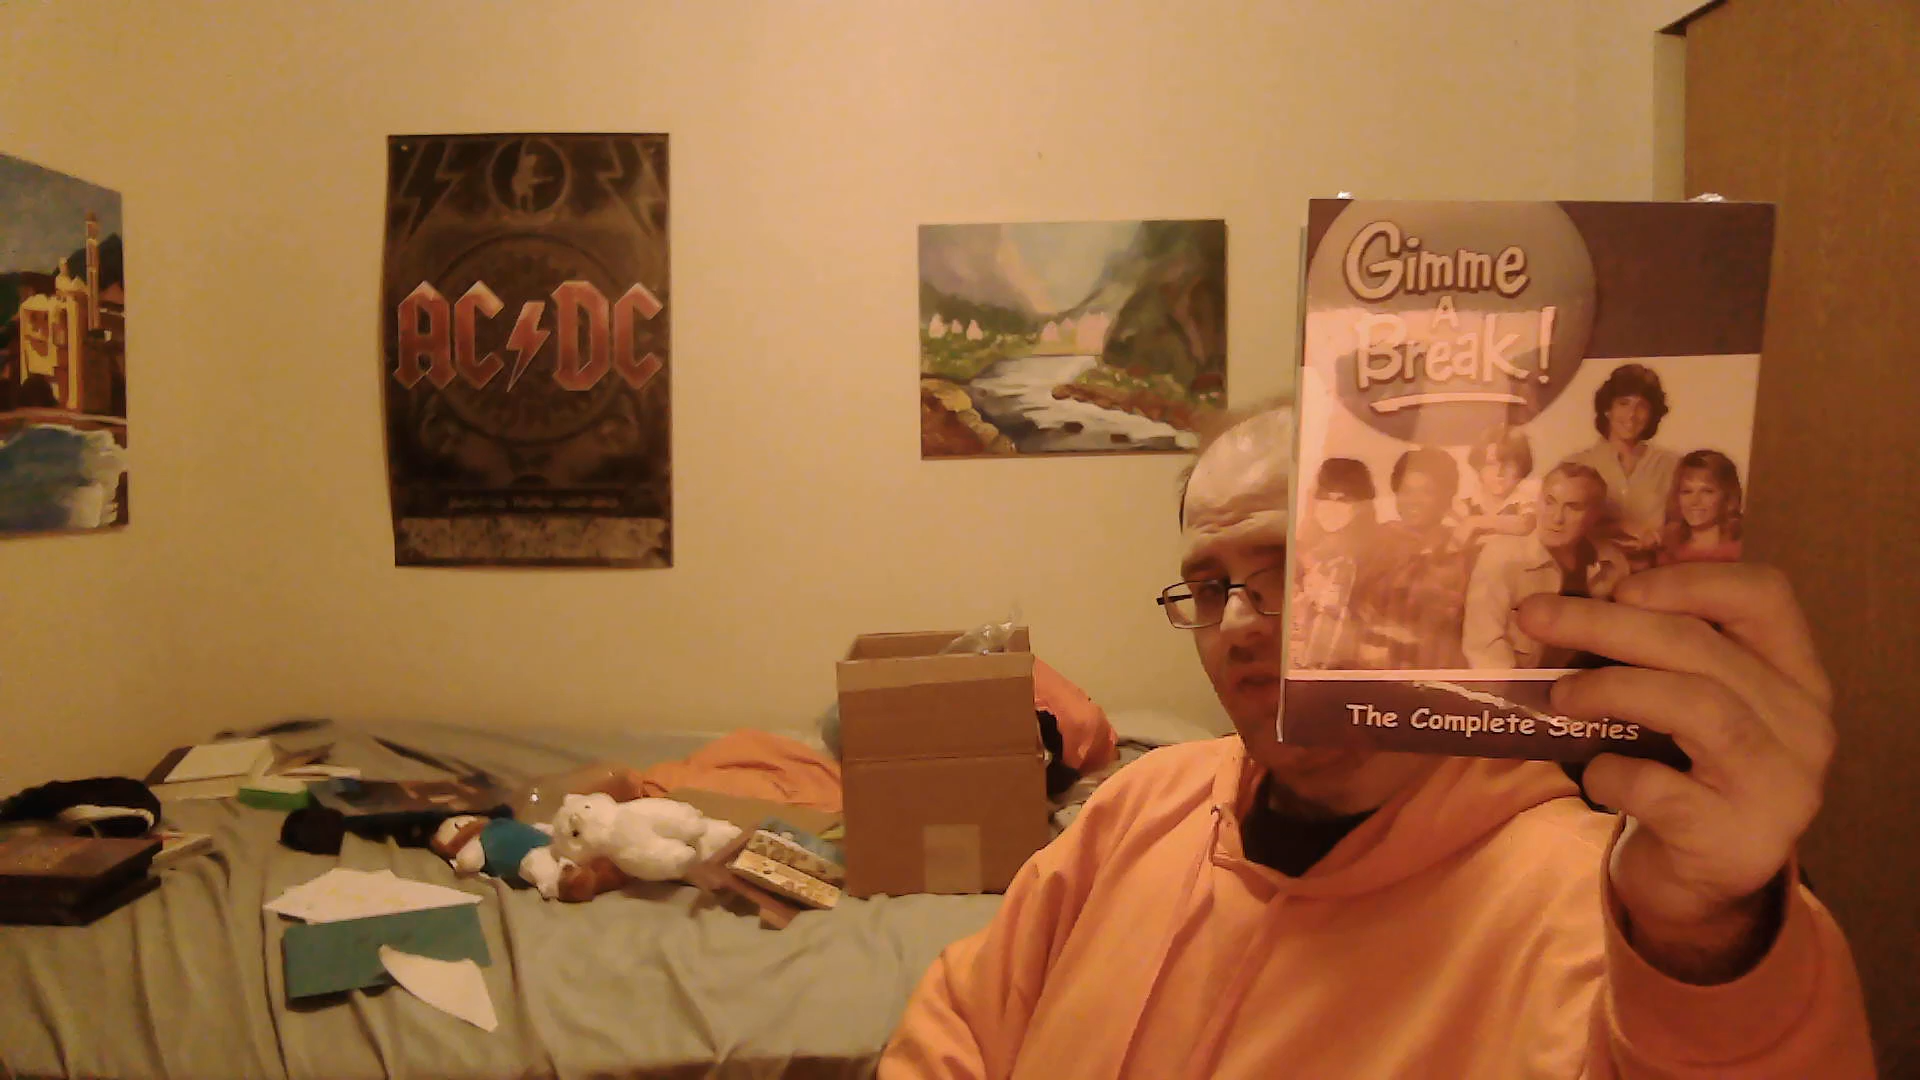 AC⚡DC
Gimme
A
Break!
The Complete Series